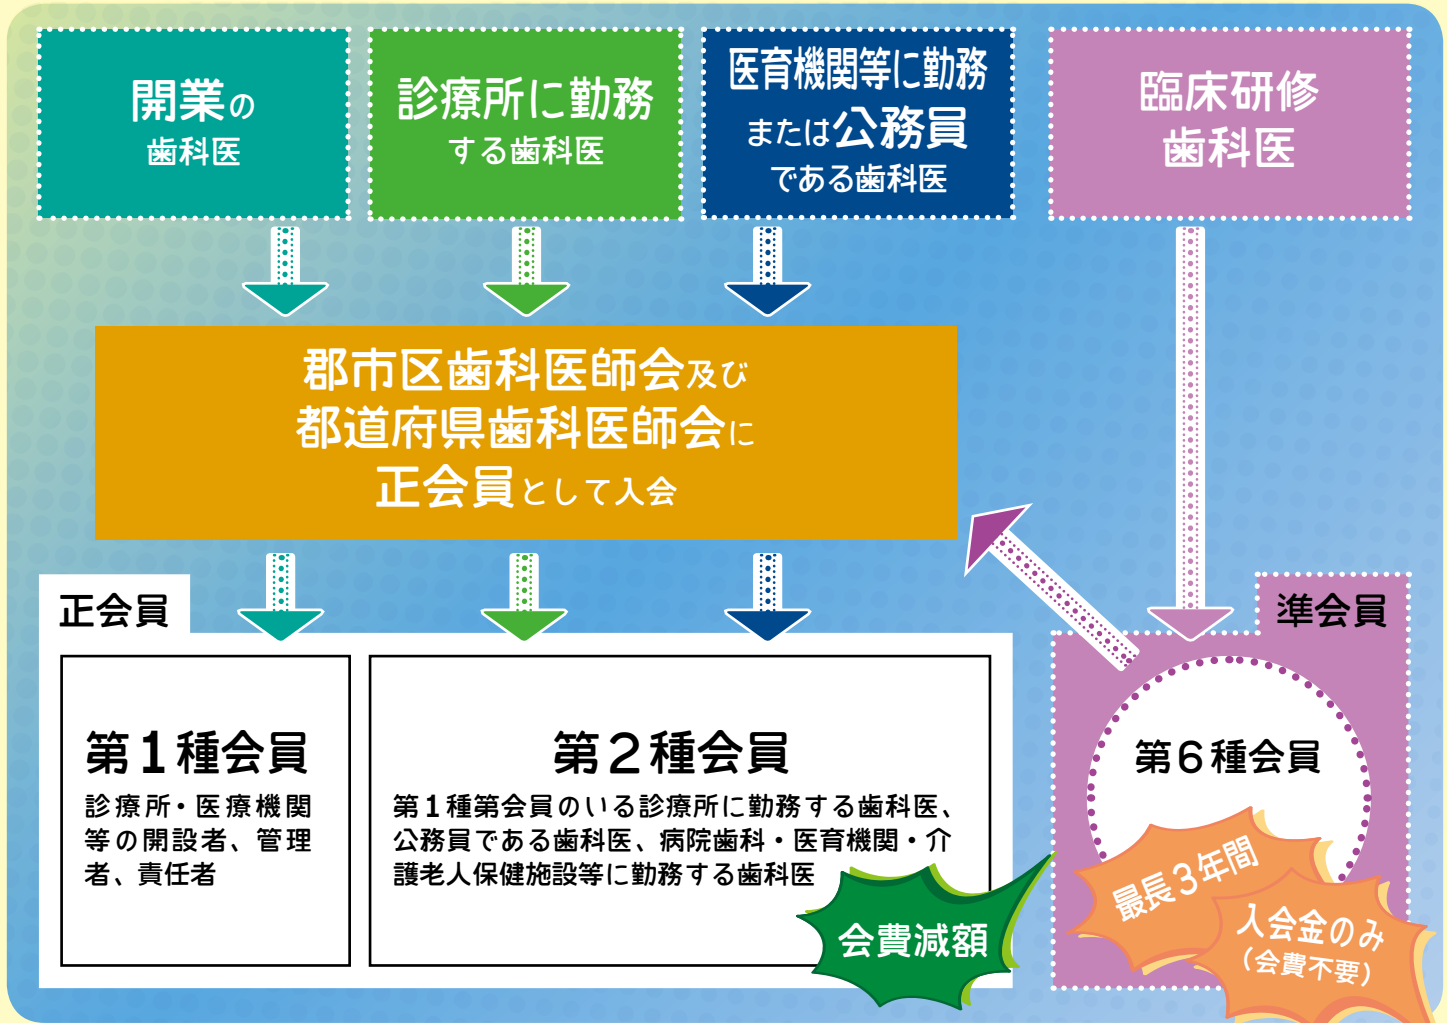 開業の
歯科医
診療所に勤務
する歯科医
医育機関等に勤務
または公務員
である歯科医
臨床研修
歯科医
郡市区歯科医師会及び
都道府県歯科医師会に
正会員として入会
正会員
第1種会員
診療所・医療機関
等の開設者、管理
者、責任者
第2種会員
第1種第会員のいる診療所に勤務する歯科医、
公務員である歯科医、病院歯科・医育機関・介
護老人保健施設等に勤務する歯科医
会費減額
準会員
第6種会員
最長3年間
入会金のみ
（会費不要）